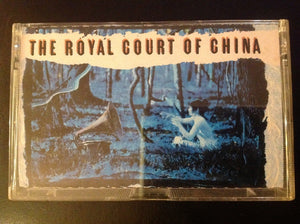 THE ROYAL COURT OF CHINA